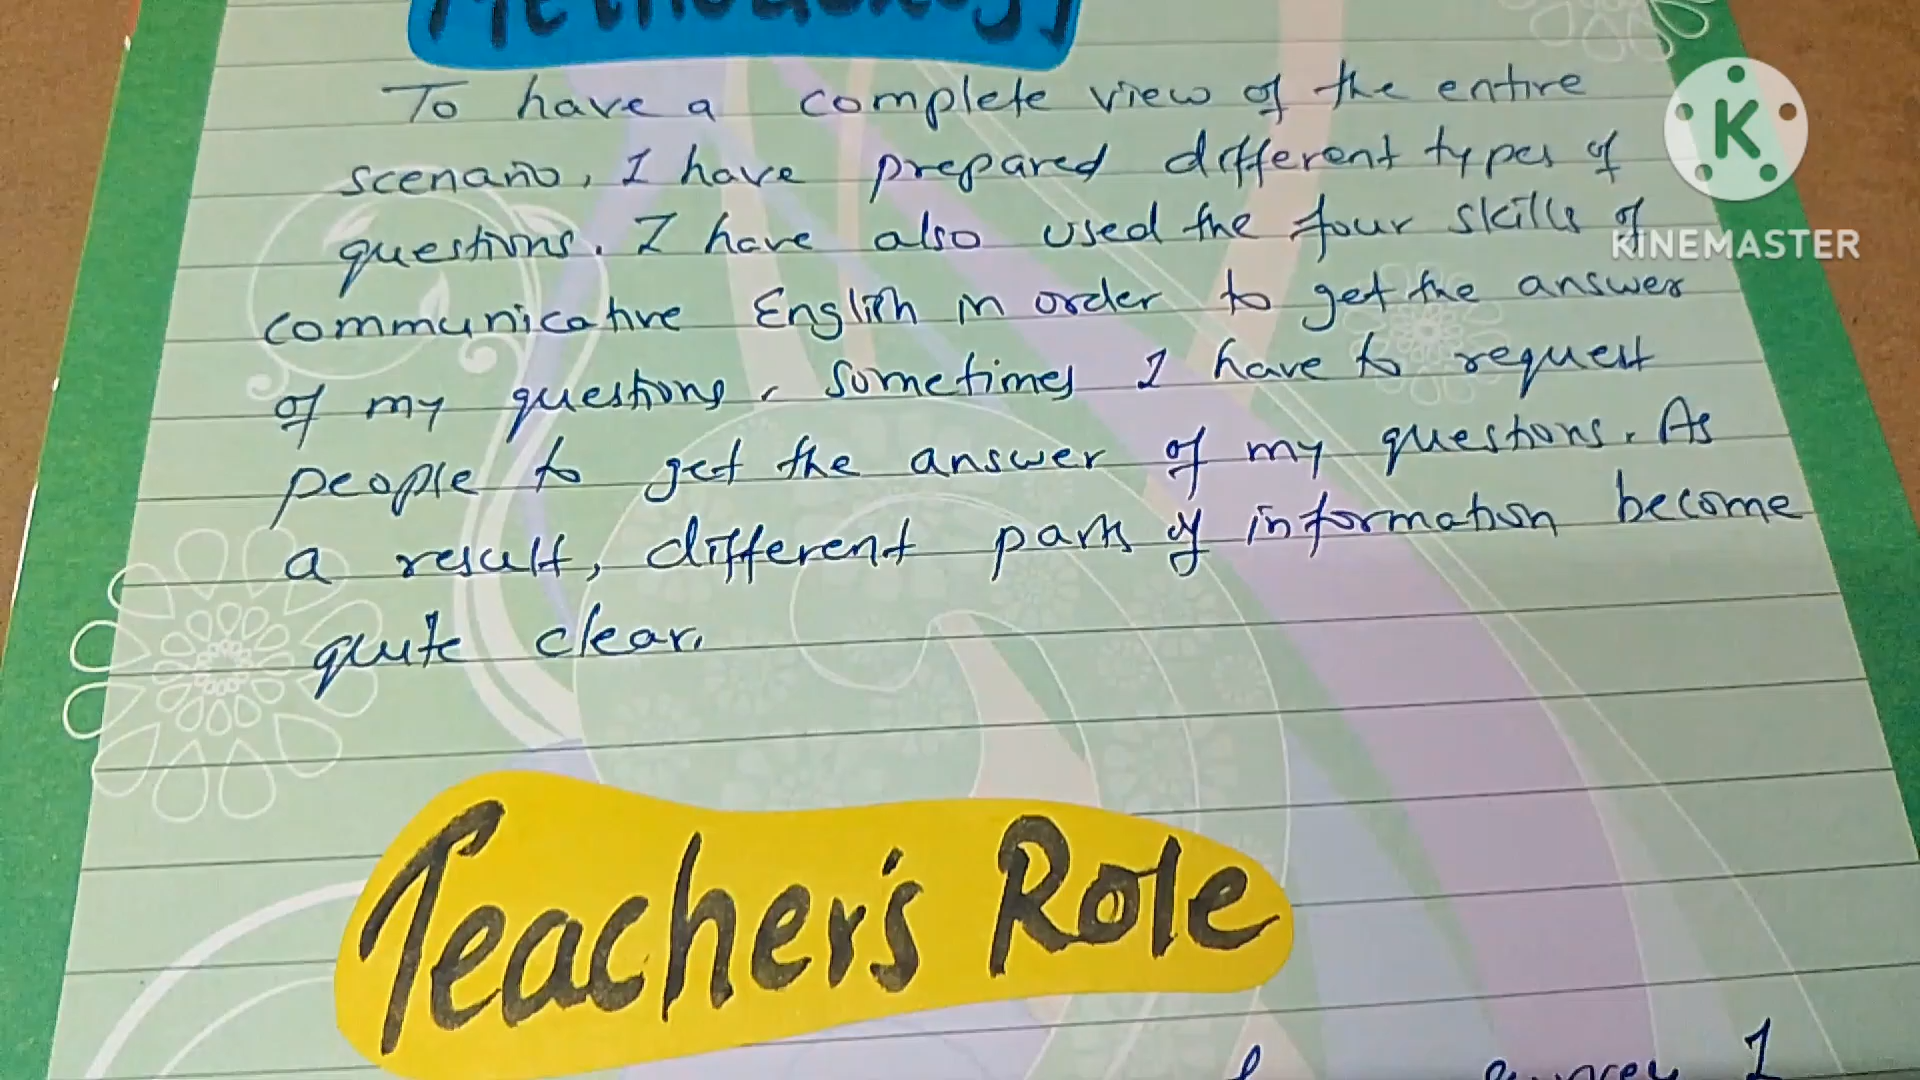 Methodology
To have a complete view of the entire
scenario, I have prepared different types of
questions. I have also used the four skills of
communicative English in order to get the answer
of my questions, sometimes I have to request
people to get the answer of my questions. As
a result, different parts of information become
quite clear.
Teacher's Role
I
K
KINEMASTER